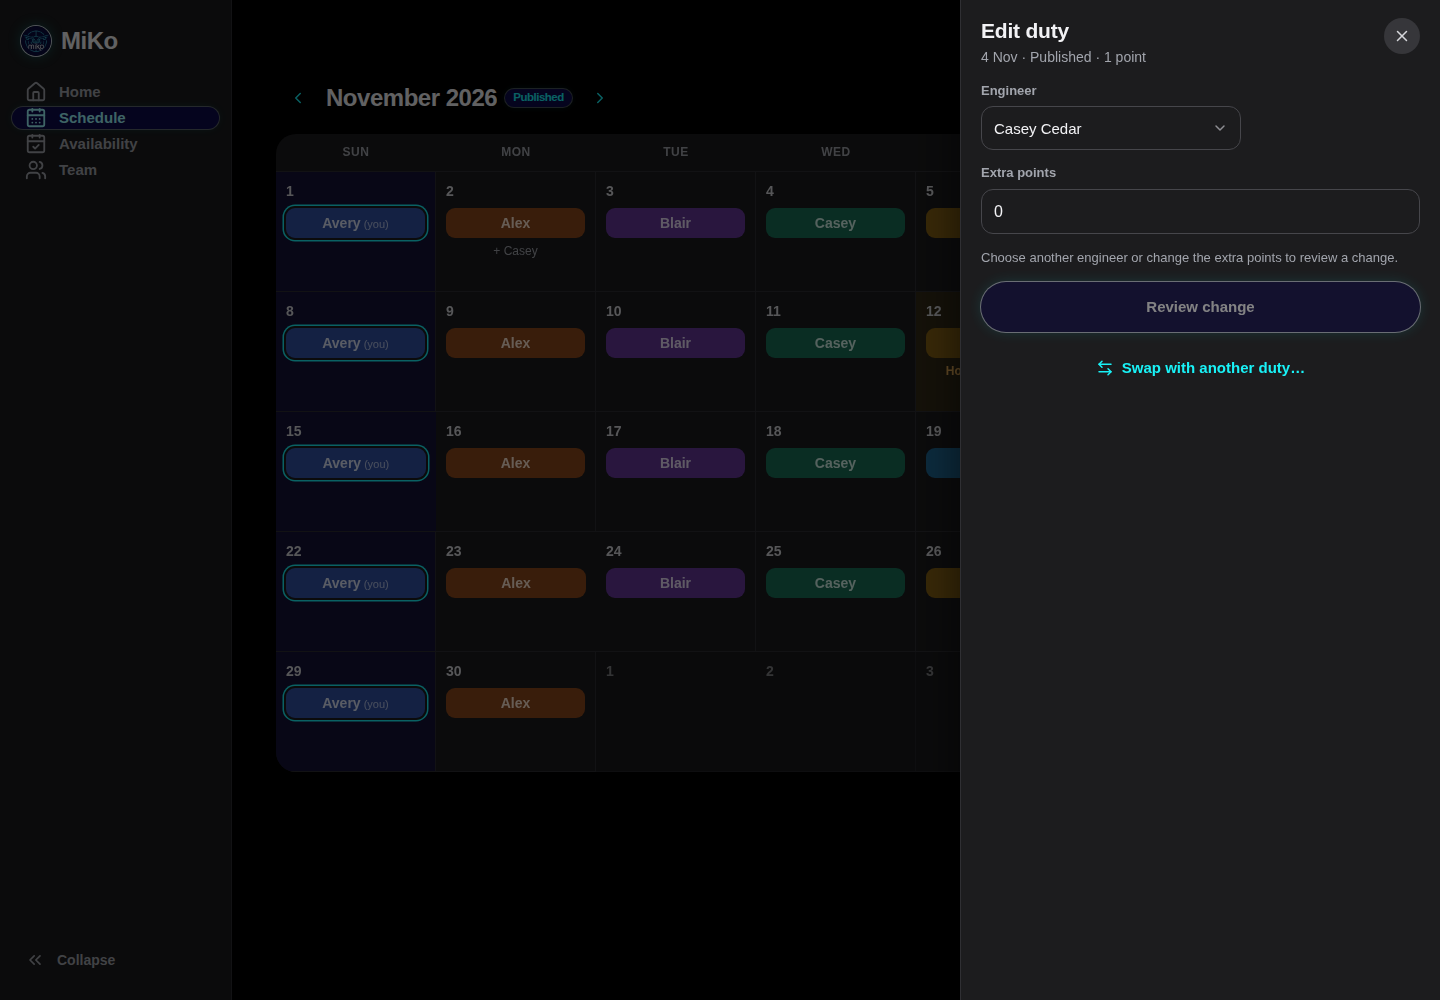 miko
MiKo
Home
Schedule
Availability
Team
Collapse
November 2026 Published
SUN MON TUE WED
1 2 3 4 5
Avery (you) Alex Blair Casey
+ Casey
8 9 10 11 12
Avery (you) Alex Blair Casey
Ho
15 16 17 18 19
Avery (you) Alex Blair Casey
22 23 24 25 26
Avery (you) Alex Blair Casey
29 30 1 2 3
Avery (you) Alex
Edit duty
4 Nov · Published · 1 point
Engineer
Casey Cedar
Extra points
0
Choose another engineer or change the extra points to review a change.
Review change
Swap with another duty…